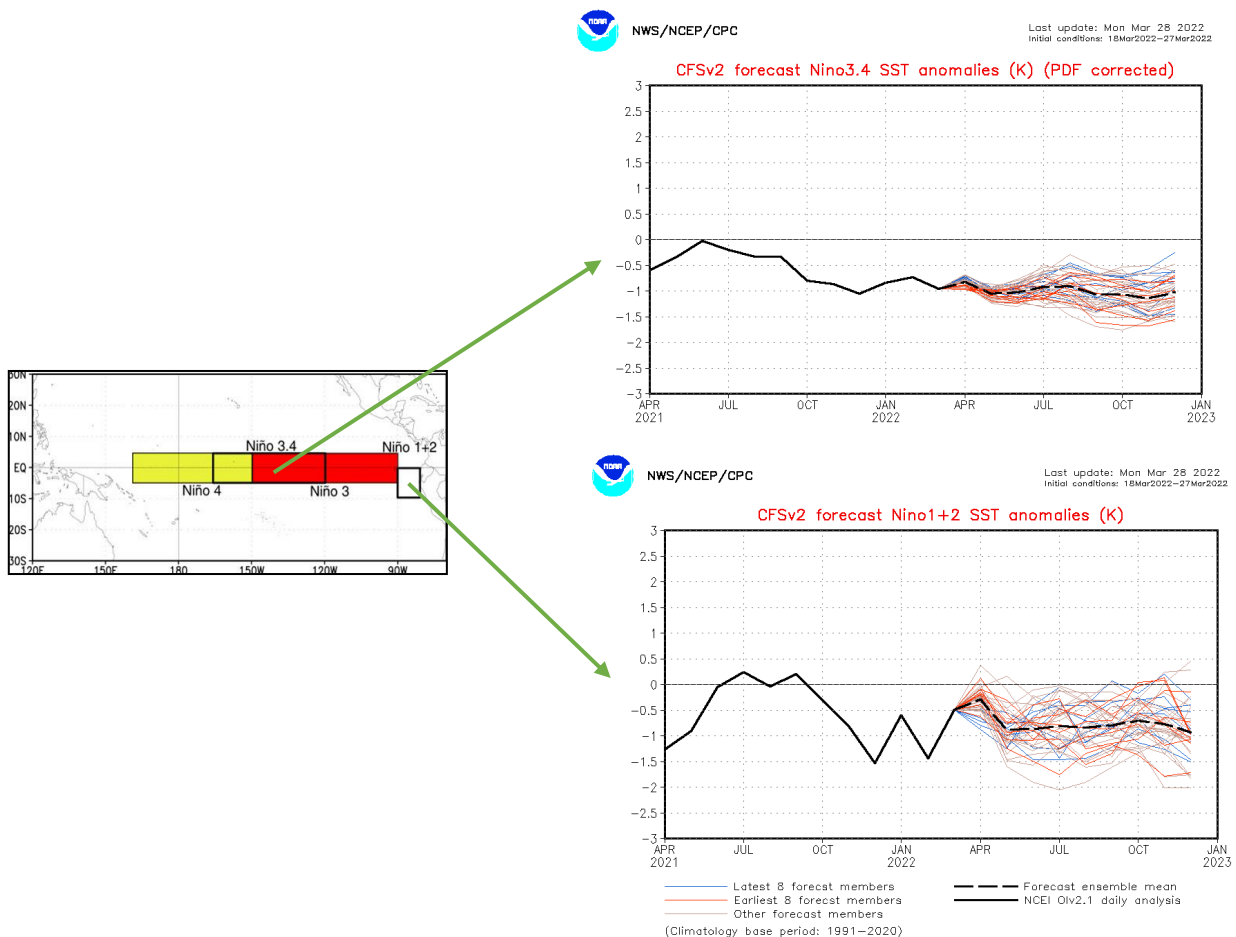 NOAA
NWS/NCEP/CPC
Last update: Mon Mar 28 2022
Initial conditions: 18Mar2022−27Mar2022
CFSv2 forecast Nino3.4 SST anomalies (K) (PDF corrected)
3
2.5
2
1.5
1
0.5
0
−0.5
−1
−1.5
−2
−2.5
−3
APR JUL OCT JAN APR JUL OCT JAN
2021 2022 2023
30N
20N
10N
EQ
10S
20S
30S
120E 150E 180 150W 120W 90W
Niño 3.4 Niño 1+2
Niño 4 Niño 3
NOAA
NWS/NCEP/CPC
Last update: Mon Mar 28 2022
Initial conditions: 18Mar2022−27Mar2022
CFSv2 forecast Nino1+2 SST anomalies (K)
3
2.5
2
1.5
1
0.5
0
−0.5
−1
−1.5
−2
−2.5
−3
APR JUL OCT JAN APR JUL OCT JAN
2021 2022 2023
Latest 8 forecst members
Earliest 8 forecst members
Other forecast members
Forecast ensemble mean
NCEI OIv2.1 daily analysis
(Climatology base period: 1991−2020)